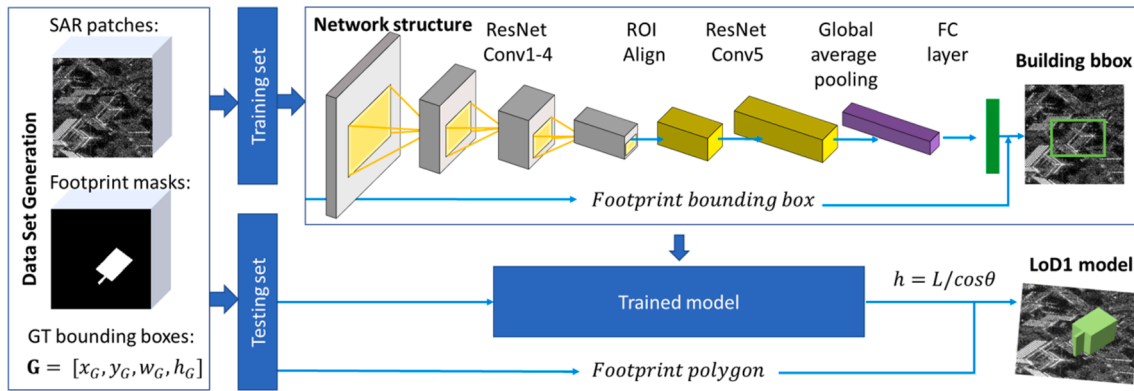 Data Set Generation
SAR patches:
Footprint masks:
GT bounding boxes:
G = [x_G, y_G, w_G, h_G]
Training set
Testing set
Network structure
ResNet
Conv1-4
ROI
Align
ResNet
Conv5
Global
average
pooling
FC
layer
Building bbox
Footprint bounding box
Trained model
h = L/cosθ
LoD1 model
Footprint polygon